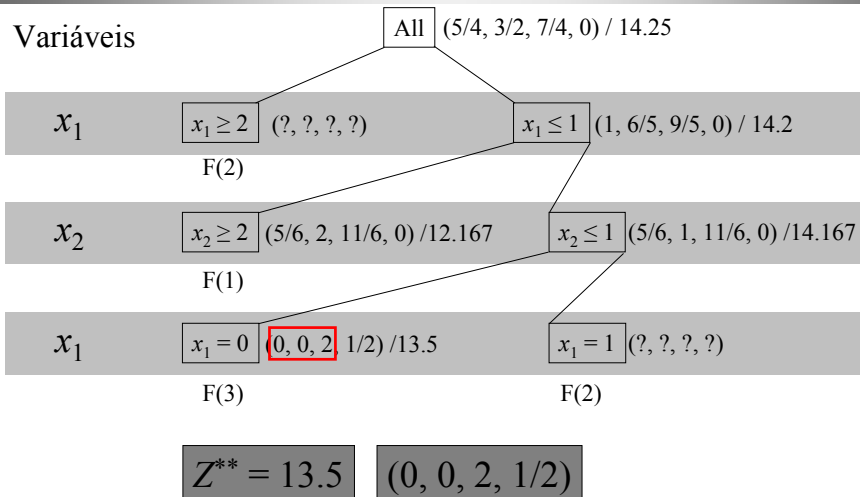 Variáveis All (5/4, 3/2, 7/4, 0) / 14.25
x₁ x₁ ≥ 2 (?, ?, ?, ?) x₁ ≤ 1 (1, 6/5, 9/5, 0) / 14.2
F(2)
x₂ x₂ ≥ 2 (5/6, 2, 11/6, 0) /12.167 x₂ ≤ 1 (5/6, 1, 11/6, 0) /14.167
F(1)
x₁ x₁ = 0 (0, 0, 2, 1/2) /13.5 x₁ = 1 (?, ?, ?, ?)
F(3) F(2)
Z** = 13.5 (0, 0, 2, 1/2)